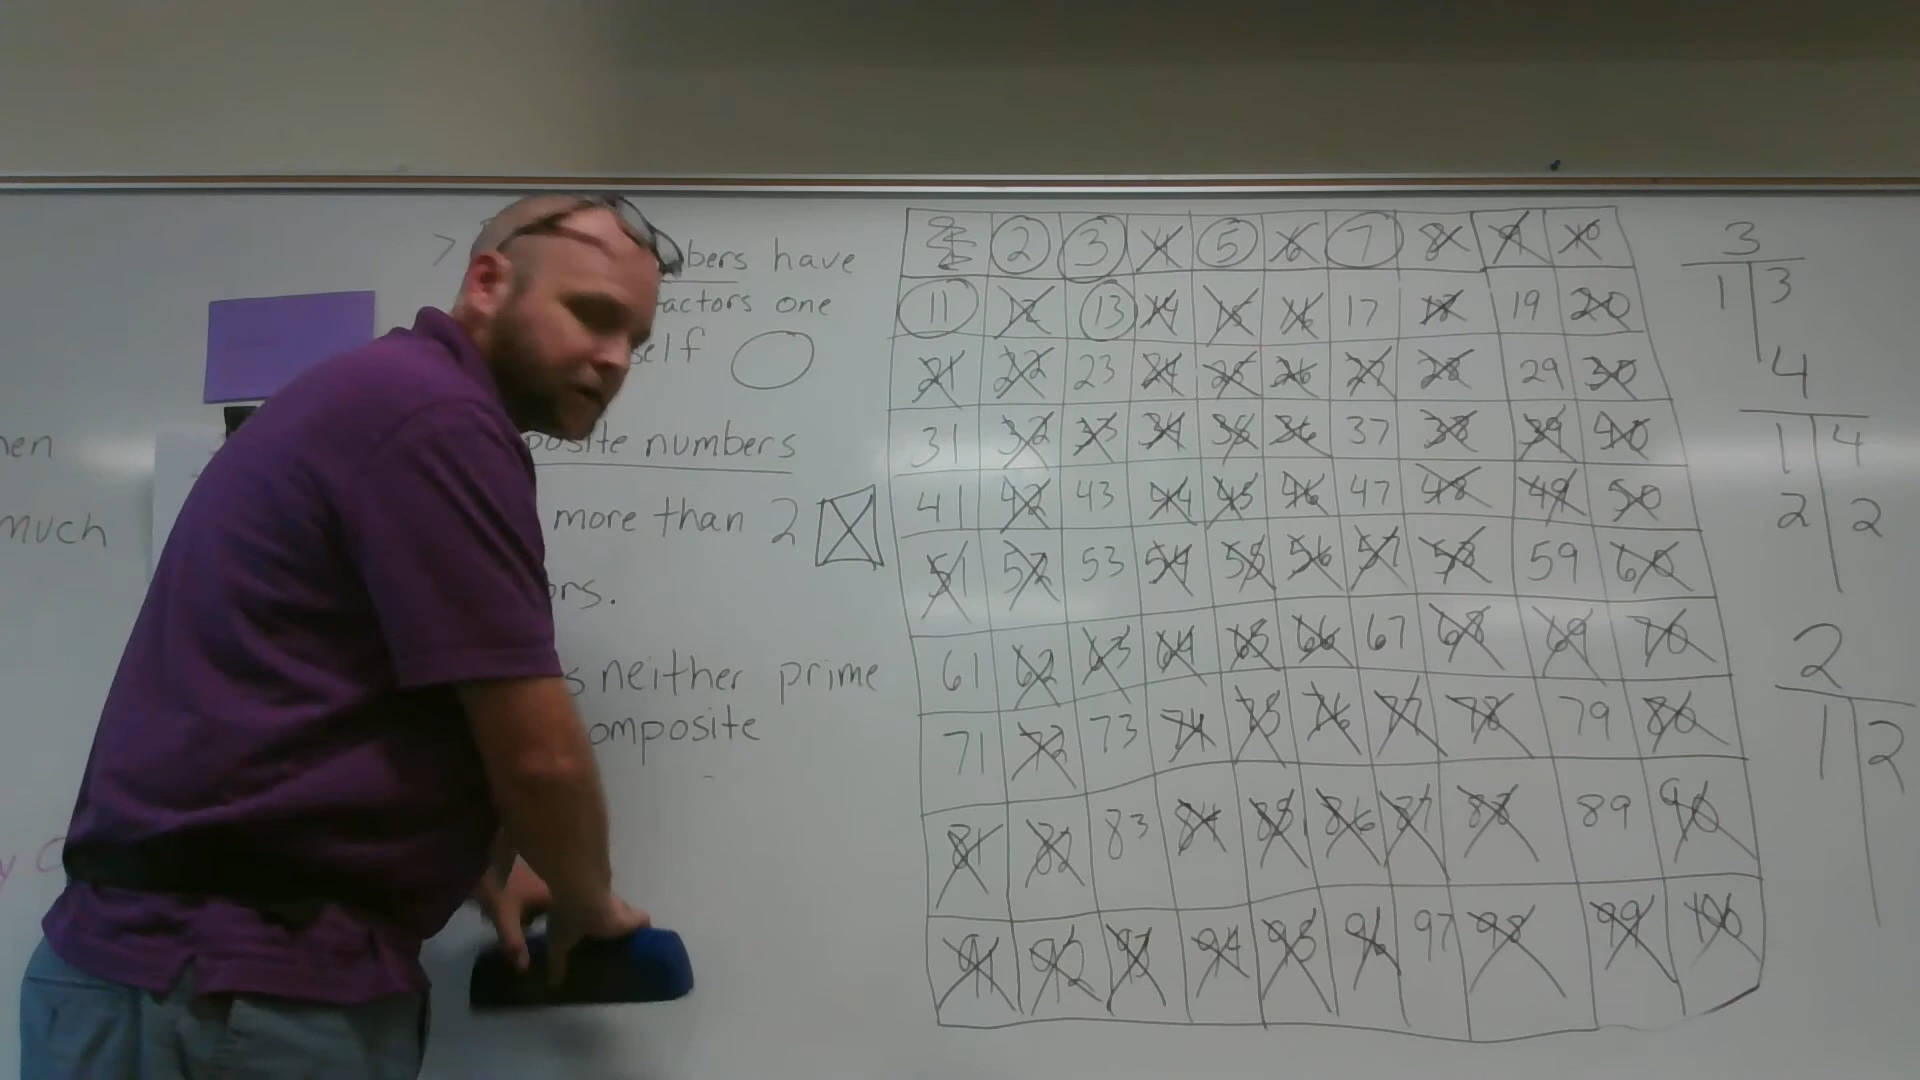 hen
much
bers have
factors one
self
posite numbers
more than 2
ors.
s neither prime
omposite
2 3 4 5 6 7 8 9 10
11 12 13 14 15 16 17 18 19 20
21 22 23 24 25 26 27 28 29 30
31 32 33 34 35 36 37 38 39 40
41 42 43 44 45 46 47 48 49 50
51 52 53 54 55 56 57 58 59 60
61 62 63 64 65 66 67 68 69 70
71 72 73 74 75 76 77 78 79 80
81 82 83 84 85 86 87 88 89 90
91 92 93 94 95 96 97 98 99 100
3
1 3
4
1 4
2 2
2
1 2